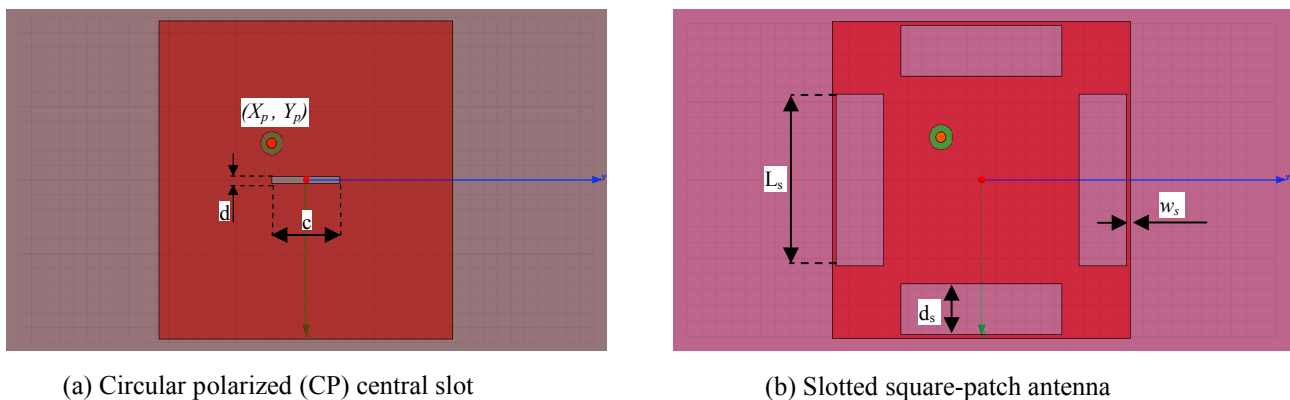 (Xp , Yp)
d
c
Ls
ws
ds
(a) Circular polarized (CP) central slot
(b) Slotted square-patch antenna